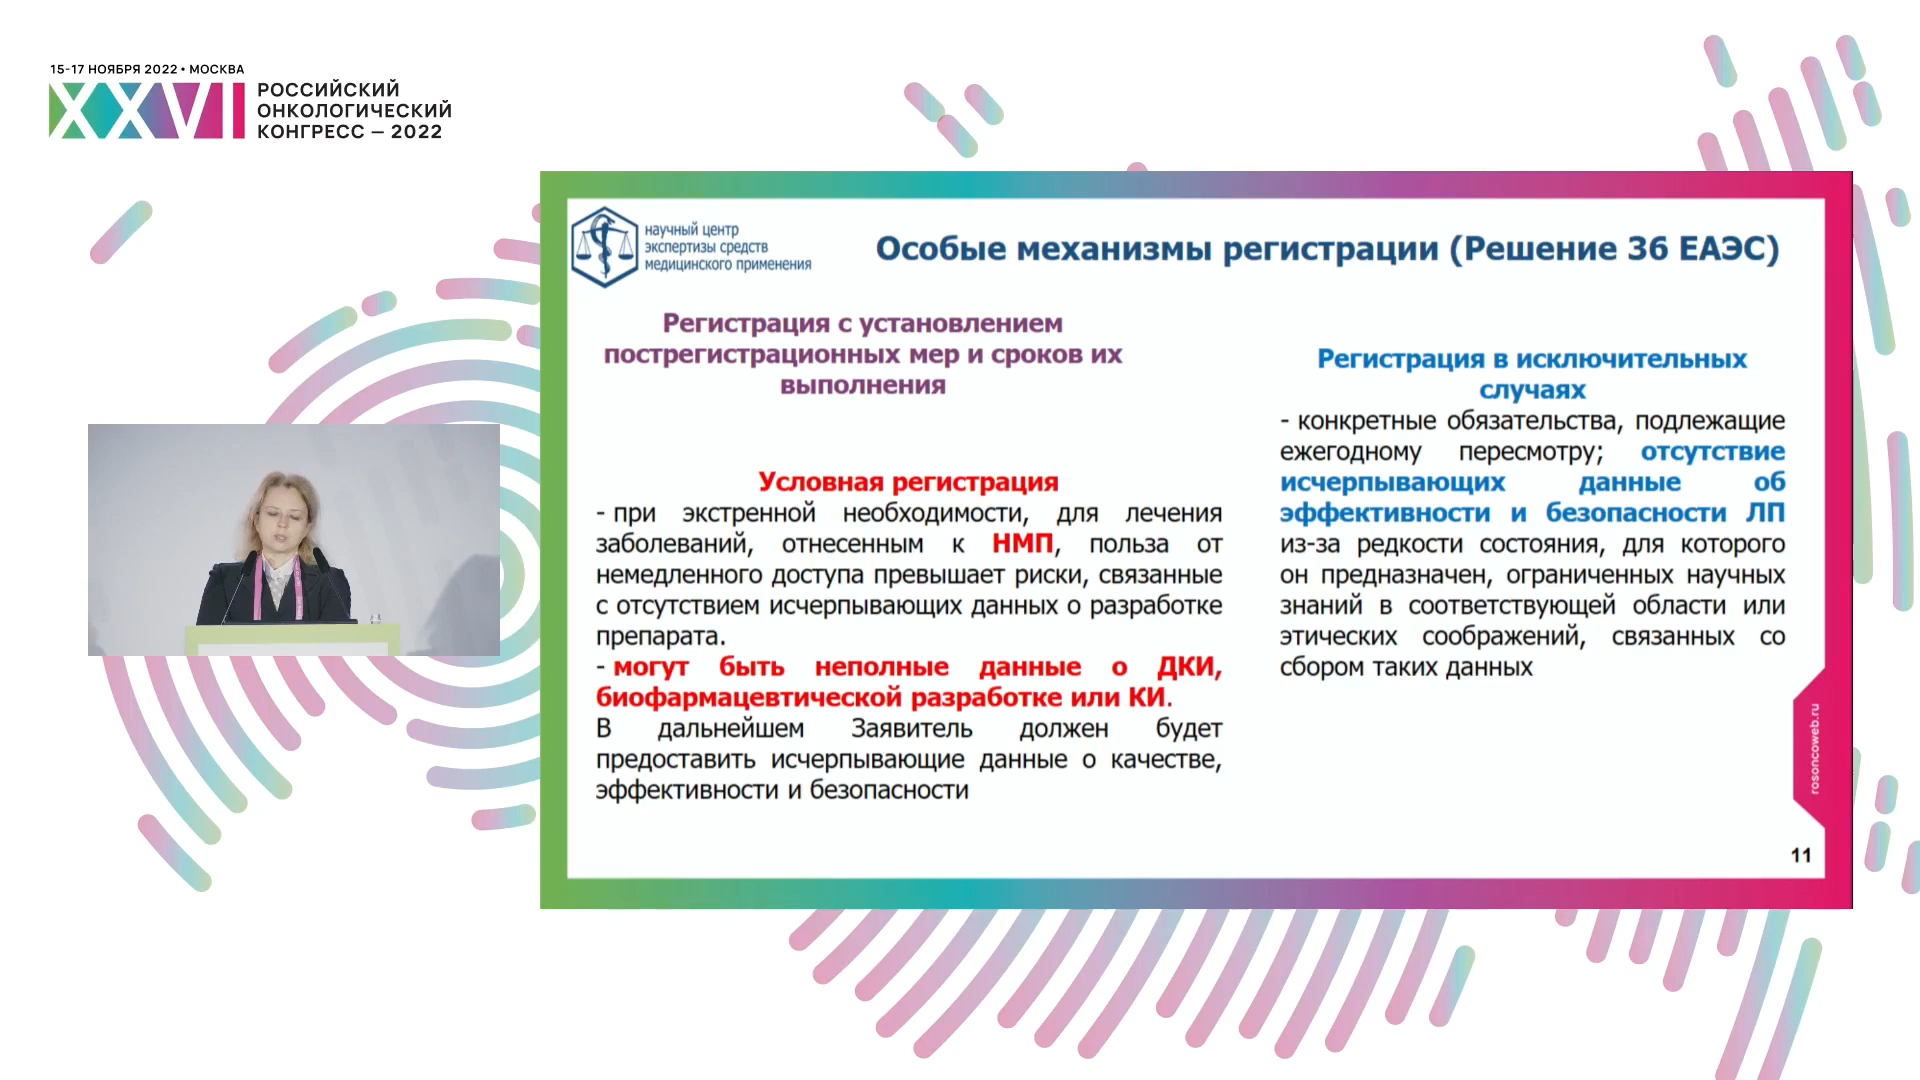 15-17 НОЯБРЯ 2022 • МОСКВА
XXVI
РОССИЙСКИЙ
ОНКОЛОГИЧЕСКИЙ
КОНГРЕСС – 2022
научный центр
экспертизы средств
медицинского применения
Особые механизмы регистрации (Решение 36 ЕАЭС)
Регистрация с установлением
пострегистрационных мер и сроков их
выполнения
Условная регистрация
- при экстренной необходимости, для лечения
заболеваний, отнесенным к НМП, польза от
немедленного доступа превышает риски, связанные
с отсутствием исчерпывающих данных о разработке
препарата.
- могут быть неполные данные о ДКИ,
биофармацевтической разработке или КИ.
В дальнейшем Заявитель должен будет
предоставить исчерпывающие данные о качестве,
эффективности и безопасности
Регистрация в исключительных
случаях
- конкретные обязательства, подлежащие
ежегодному пересмотру; отсутствие
исчерпывающих данные об
эффективности и безопасности ЛП
из-за редкости состояния, для которого
он предназначен, ограниченных научных
знаний в соответствующей области или
этических соображений, связанных со
сбором таких данных
rosoncoweb.ru
11